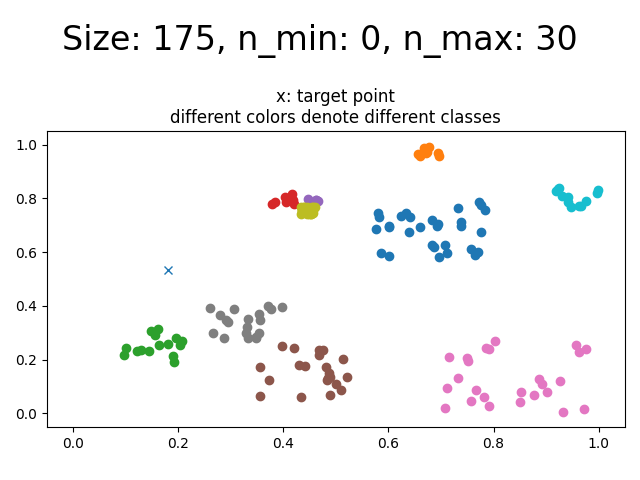 Size: 175, n_min: 0, n_max: 30
x: target point
different colors denote different classes
1.0
0.8
0.6
0.4
0.2
0.0
0.0 0.2 0.4 0.6 0.8 1.0